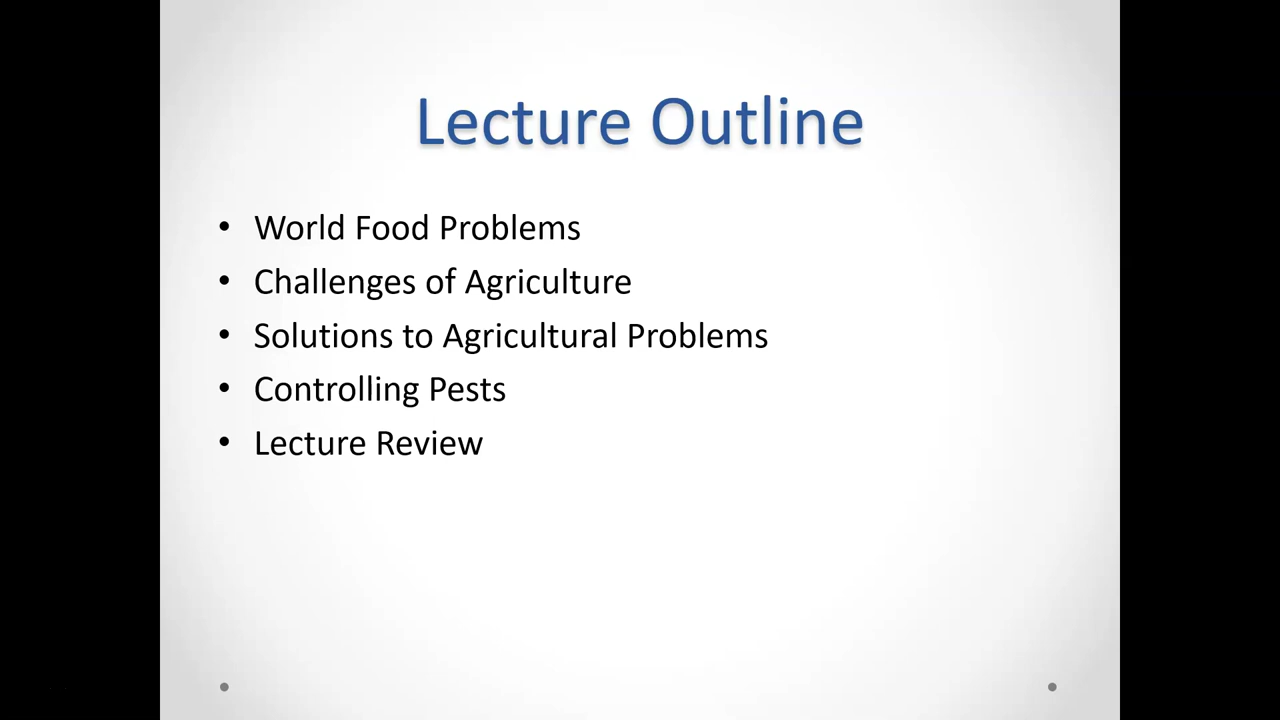 Lecture Outline
• World Food Problems
• Challenges of Agriculture
• Solutions to Agricultural Problems
• Controlling Pests
• Lecture Review